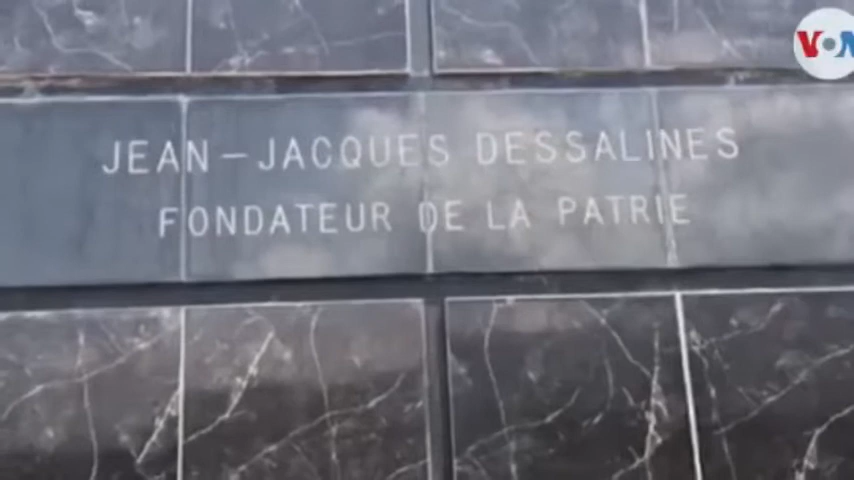 VOA
JEAN-JACQUES DESSALINES
FONDATEUR DE LA PATRIE